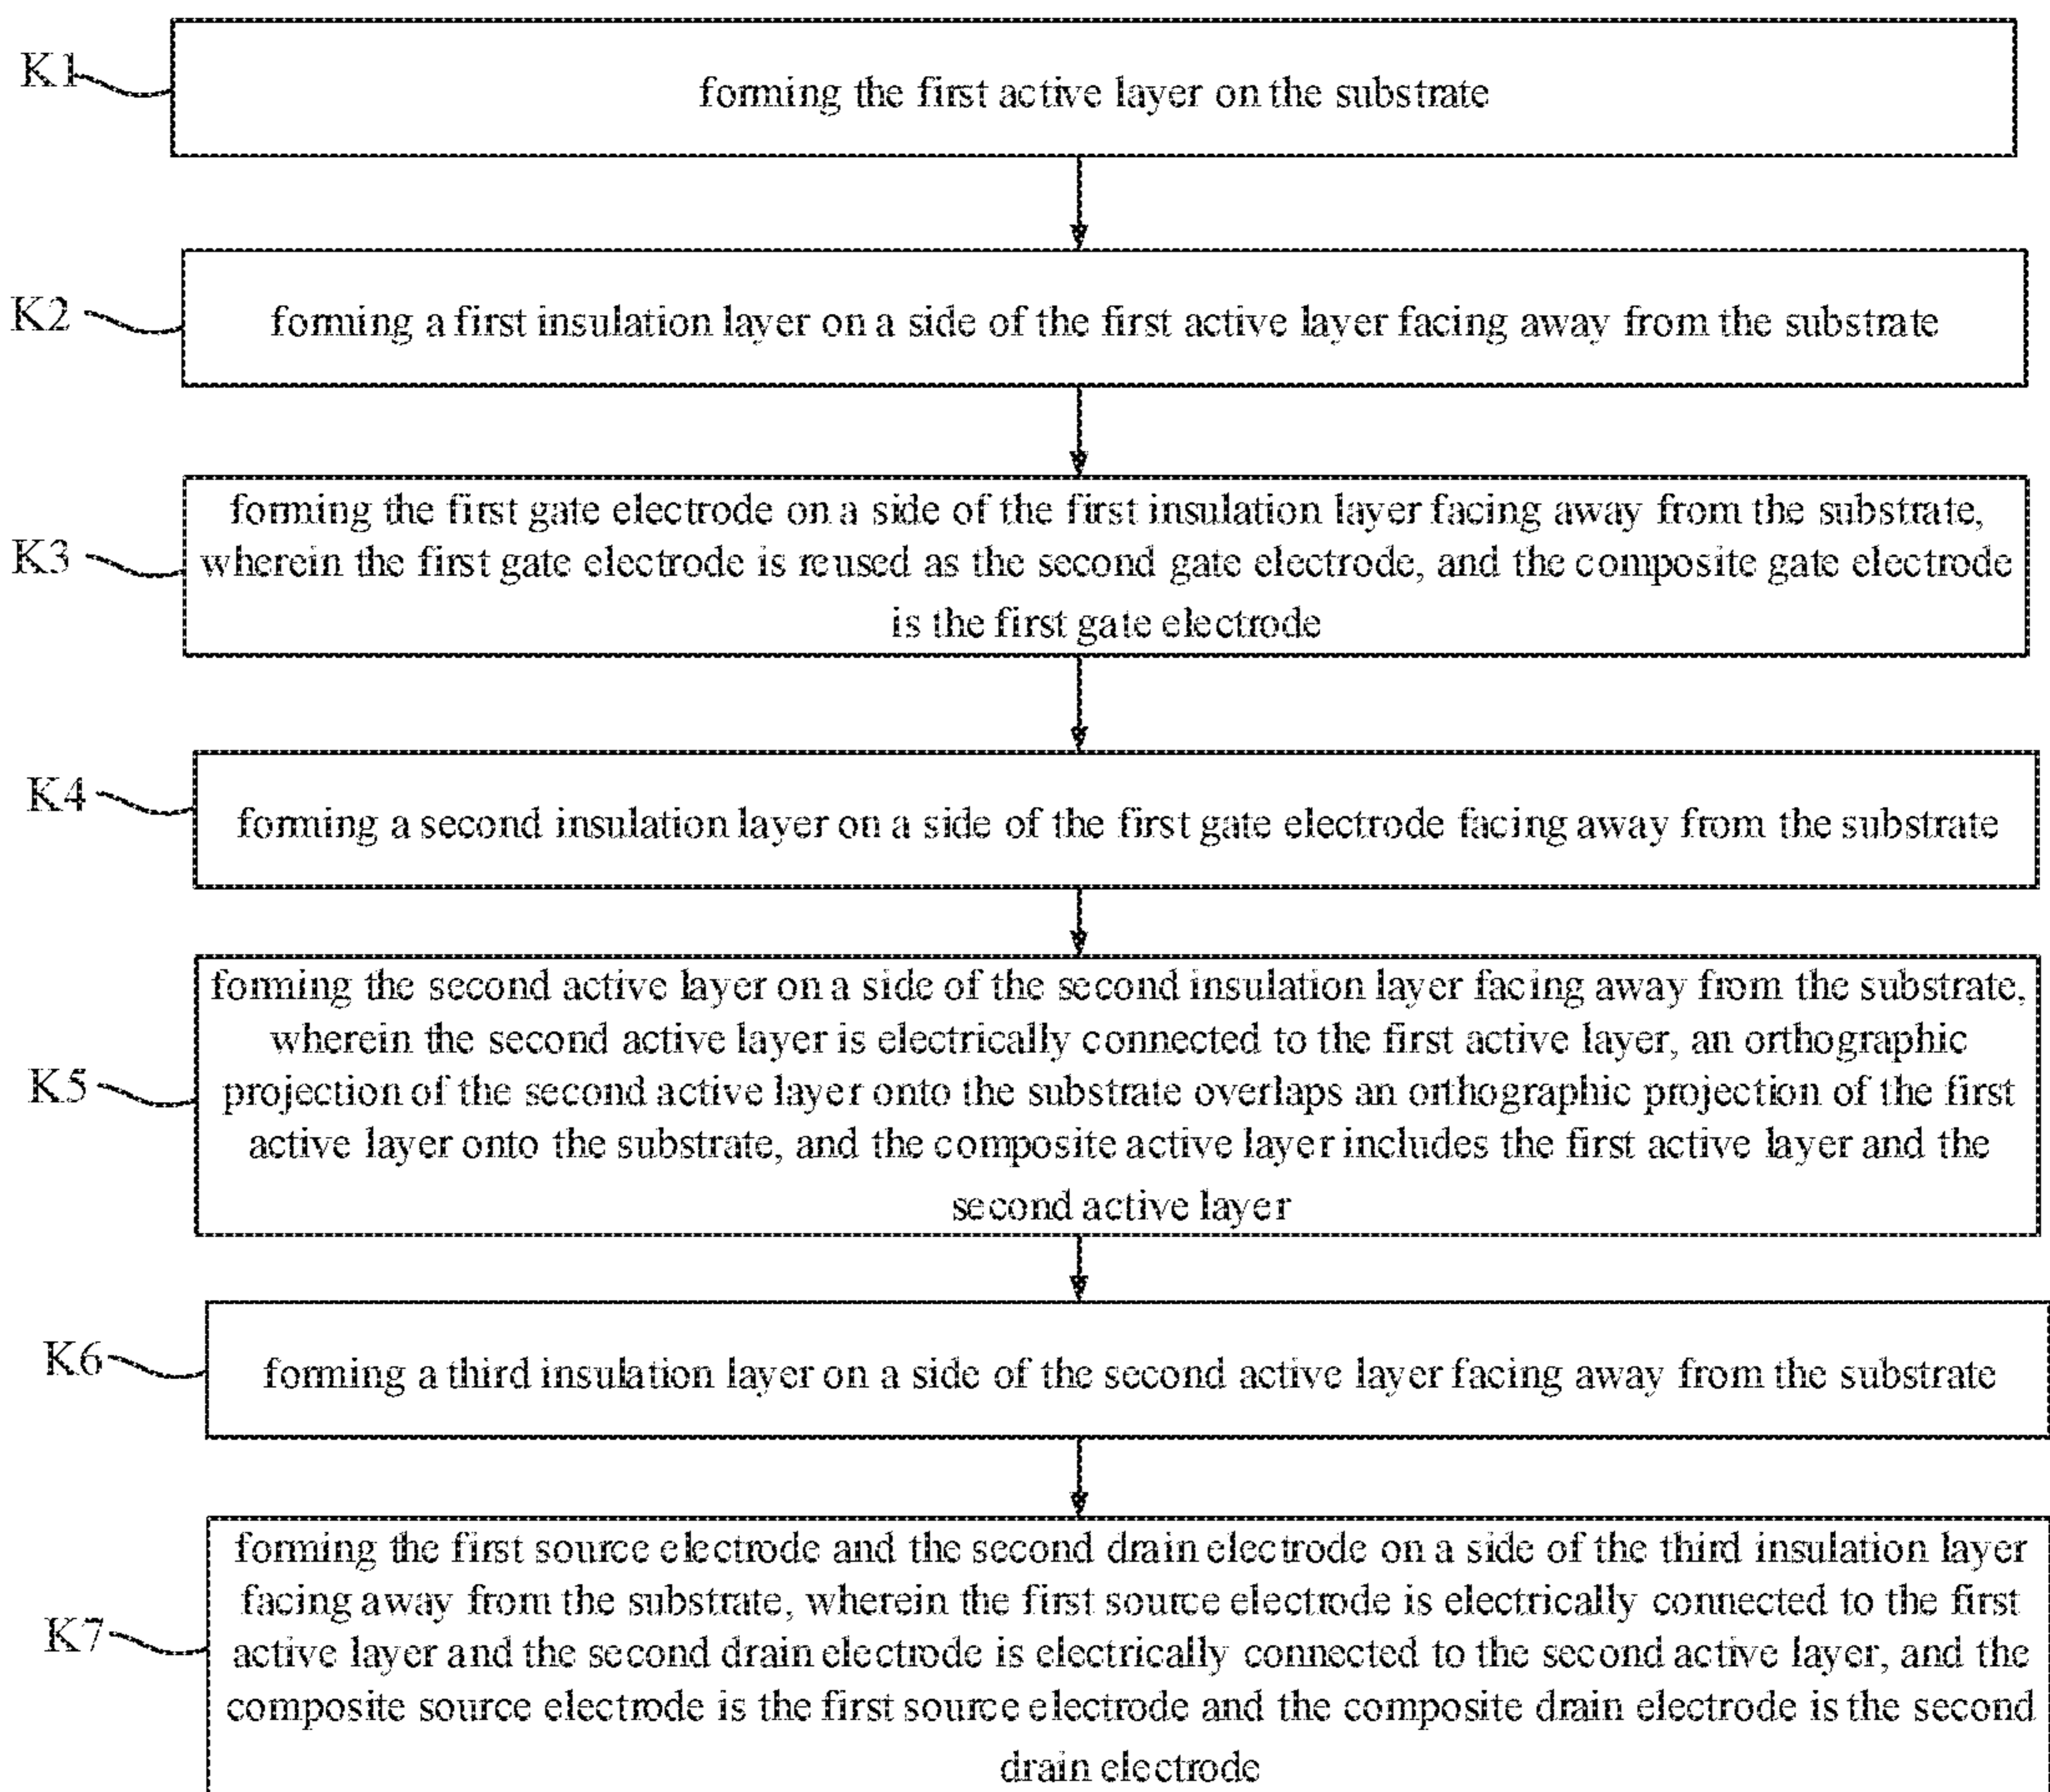 K1
forming the first active layer on the substrate
K2
forming a first insulation layer on a side of the first active layer facing away from the substrate
K3
forming the first gate electrode on a side of the first insulation layer facing away from the substrate,
wherein the first gate electrode is reused as the second gate electrode, and the composite gate electrode
is the first gate electrode
K4
forming a second insulation layer on a side of the first gate electrode facing away from the substrate
K5
forming the second active layer on a side of the second insulation layer facing away from the substrate,
wherein the second active layer is electrically connected to the first active layer, an orthographic
projection of the second active layer onto the substrate overlaps an orthographic projection of the first
active layer onto the substrate, and the composite active layer includes the first active layer and the
second active layer
K6
forming a third insulation layer on a side of the second active layer facing away from the substrate
K7
forming the first source electrode and the second drain electrode on a side of the third insulation layer
facing away from the substrate, wherein the first source electrode is electrically connected to the first
active layer and the second drain electrode is electrically connected to the second active layer, and the
composite source electrode is the first source electrode and the composite drain electrode is the second
drain electrode